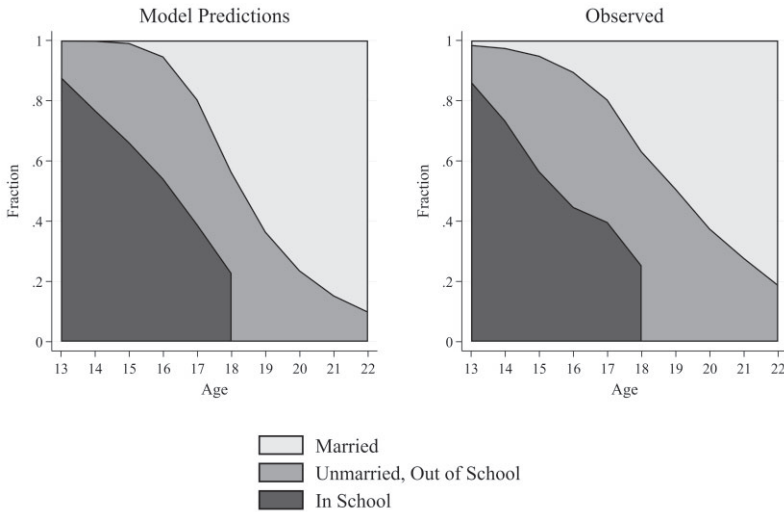 Model Predictions
1
.8
.6
.4
.2
0
Fraction
13 14 15 16 17 18 19 20 21 22
Age
Observed
1
.8
.6
.4
.2
0
Fraction
13 14 15 16 17 18 19 20 21 22
Age
Married
Unmarried, Out of School
In School